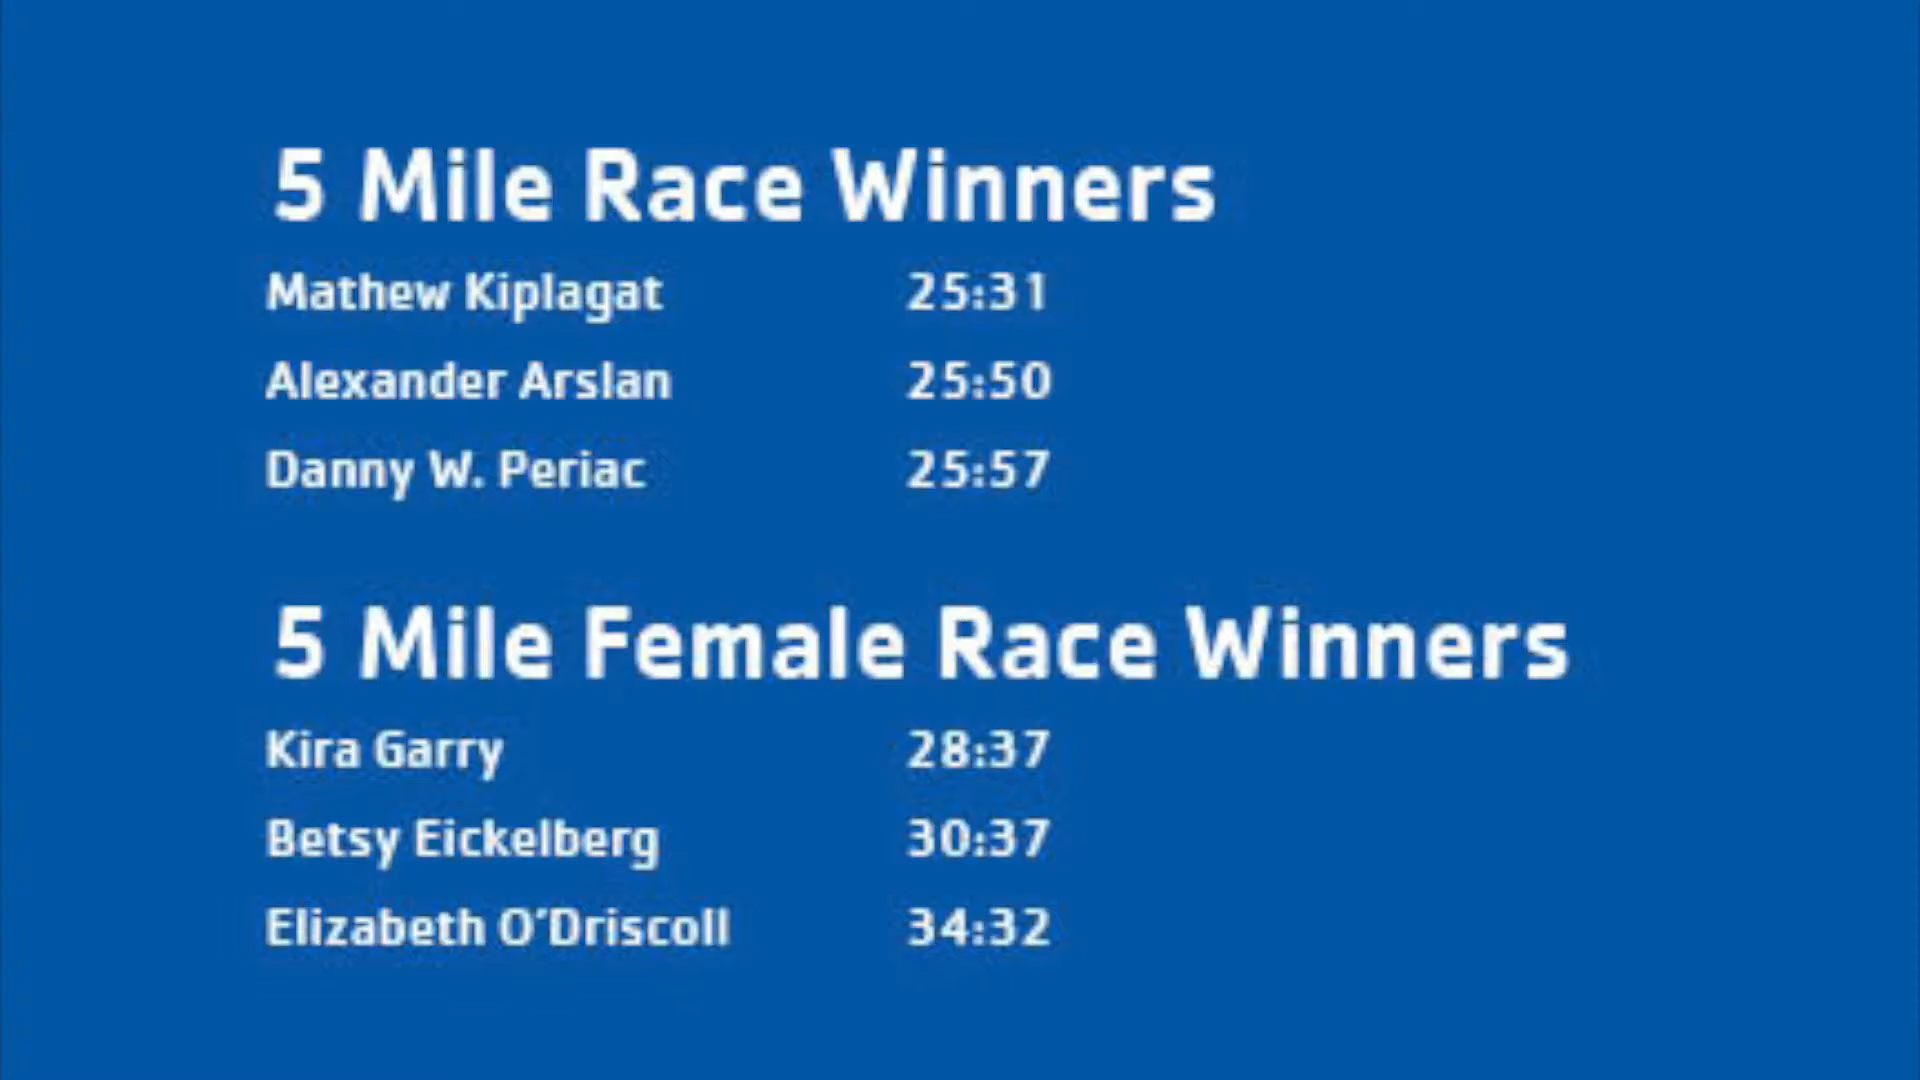 5 Mile Race Winners
Mathew Kiplagat 25:31
Alexander Arslan 25:50
Danny W. Periac 25:57
5 Mile Female Race Winners
Kira Garry 28:37
Betsy Eickelberg 30:37
Elizabeth O'Driscoll 34:32